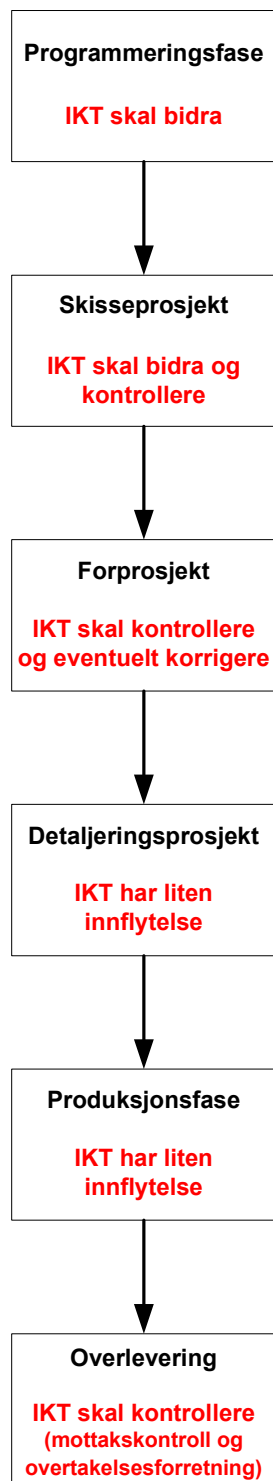 Programmeringsfase
IKT skal bidra
Skisseprosjekt
IKT skal bidra og
kontrollere
Forprosjekt
IKT skal kontrollere
og eventuelt korrigere
Detaljeringsprosjekt
IKT har liten
innflytelse
Produksjonsfase
IKT har liten
innflytelse
Overlevering
IKT skal kontrollere
(mottakskontroll og
overtakelsesforretning)